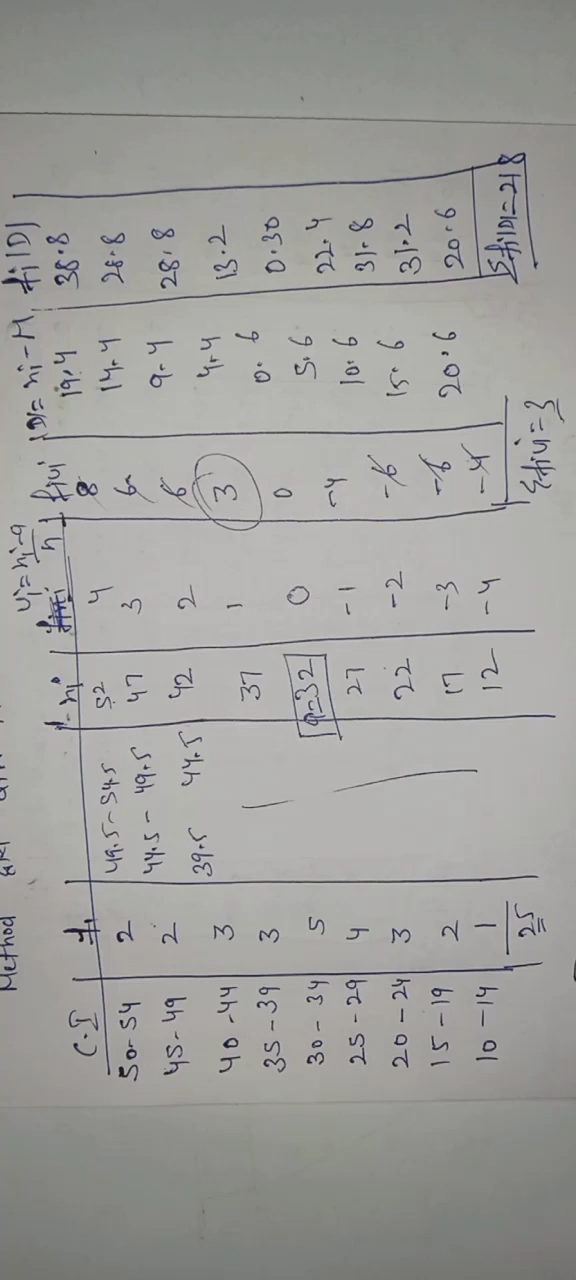 Method
C.I fi xi ui = xi-a/h fiui |D| = xi-M fi|D|
50-54 2 49.5-54.5 52 4 8 19.4 38.8
45-49 2 44.5-49.5 47 3 6 14.4 28.8
40-44 3 39.5 44.5 42 2 6 9.4 28.8
35-39 3 37 1 3 4.4 13.2
30-34 5 a=32 0 0 0.6 0.30
25-29 4 27 -1 -4 5.6 22.4
20-24 3 22 -2 -6 10.6 31.8
15-19 2 17 -3 -6 15.6 31.2
10-14 1 12 -4 -4 20.6 20.6
25 Σfiui=3 Σfi|D|=218